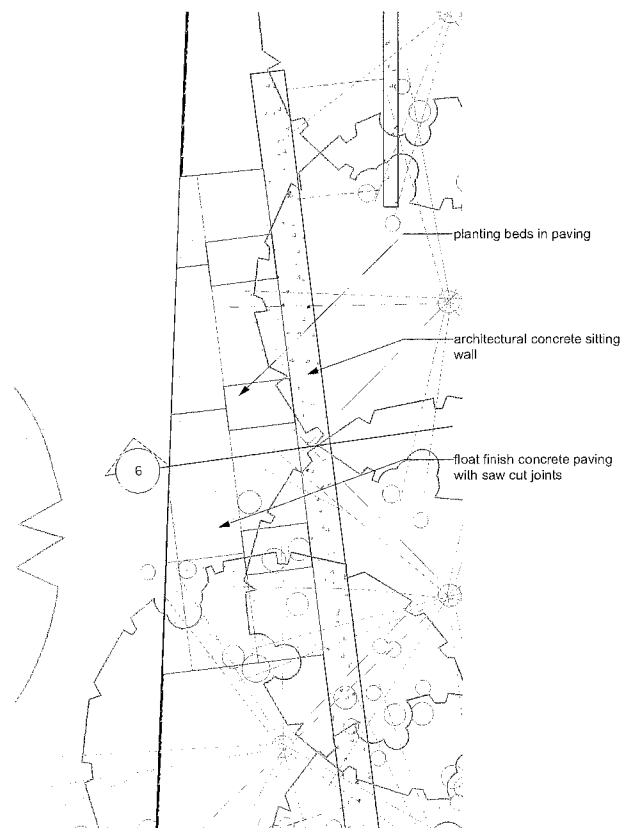 planting beds in paving
architectural concrete sitting
wall
6
float finish concrete paving
with saw cut joints